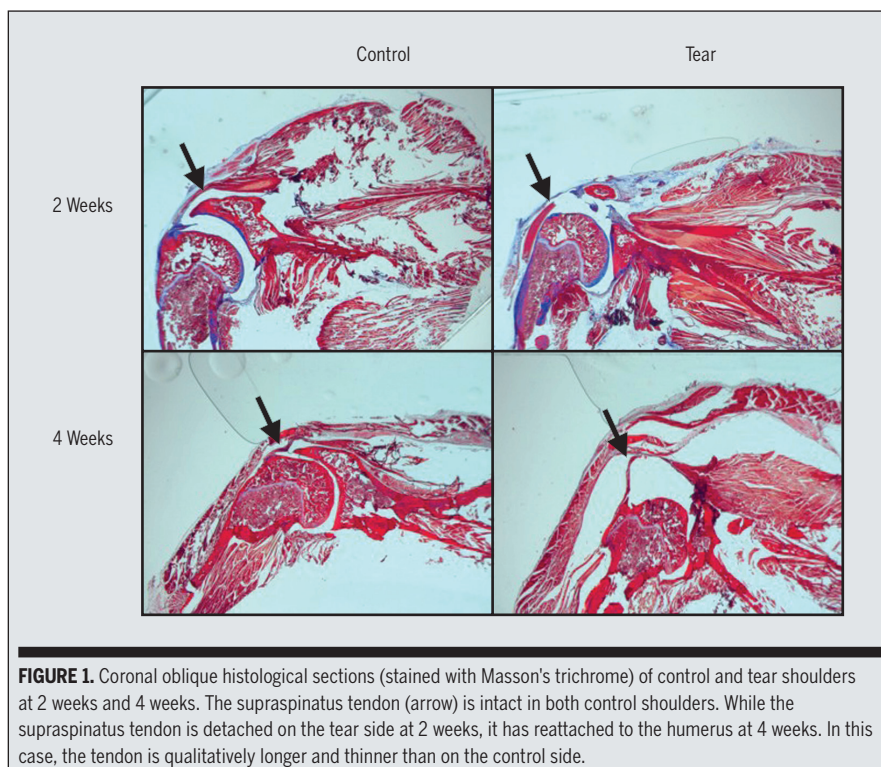 Control
Tear
2 Weeks
4 Weeks
FIGURE 1. Coronal oblique histological sections (stained with Masson's trichrome) of control and tear shoulders
at 2 weeks and 4 weeks. The supraspinatus tendon (arrow) is intact in both control shoulders. While the
supraspinatus tendon is detached on the tear side at 2 weeks, it has reattached to the humerus at 4 weeks. In this
case, the tendon is qualitatively longer and thinner than on the control side.